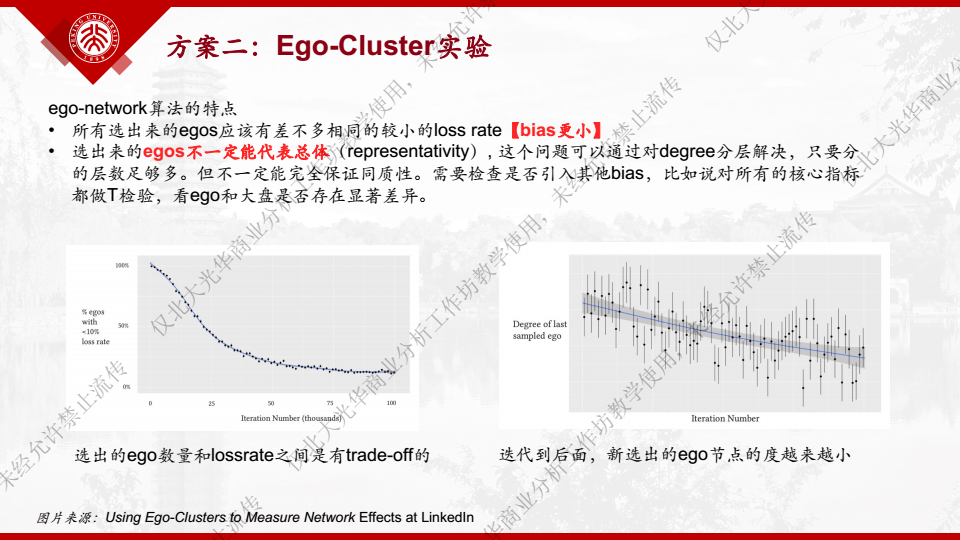 PEKING UNIVERSITY
1898
方案二：Ego-Cluster实验
ego-network算法的特点
• 所有选出来的egos应该有差不多相同的较小的loss rate【bias更小】
• 选出来的egos不一定能代表总体（representativity）, 这个问题可以通过对degree分层解决，只要分
的层数足够多。但不一定能完全保证同质性。需要检查是否引入其他bias，比如说对所有的核心指标
都做T检验，看ego和大盘是否存在显著差异。
100%
% egos
with
<10%
loss rate
50%
0%
0 25 50 75 100
Iteration Number (thousands)
Degree of last
sampled ego
Iteration Number
选出的ego数量和lossrate之间是有trade-off的
迭代到后面，新选出的ego节点的度越来越小
图片来源：Using Ego-Clusters to Measure Network Effects at LinkedIn
仅北大光华商业分析工作坊教学使用，未经允许禁止流传